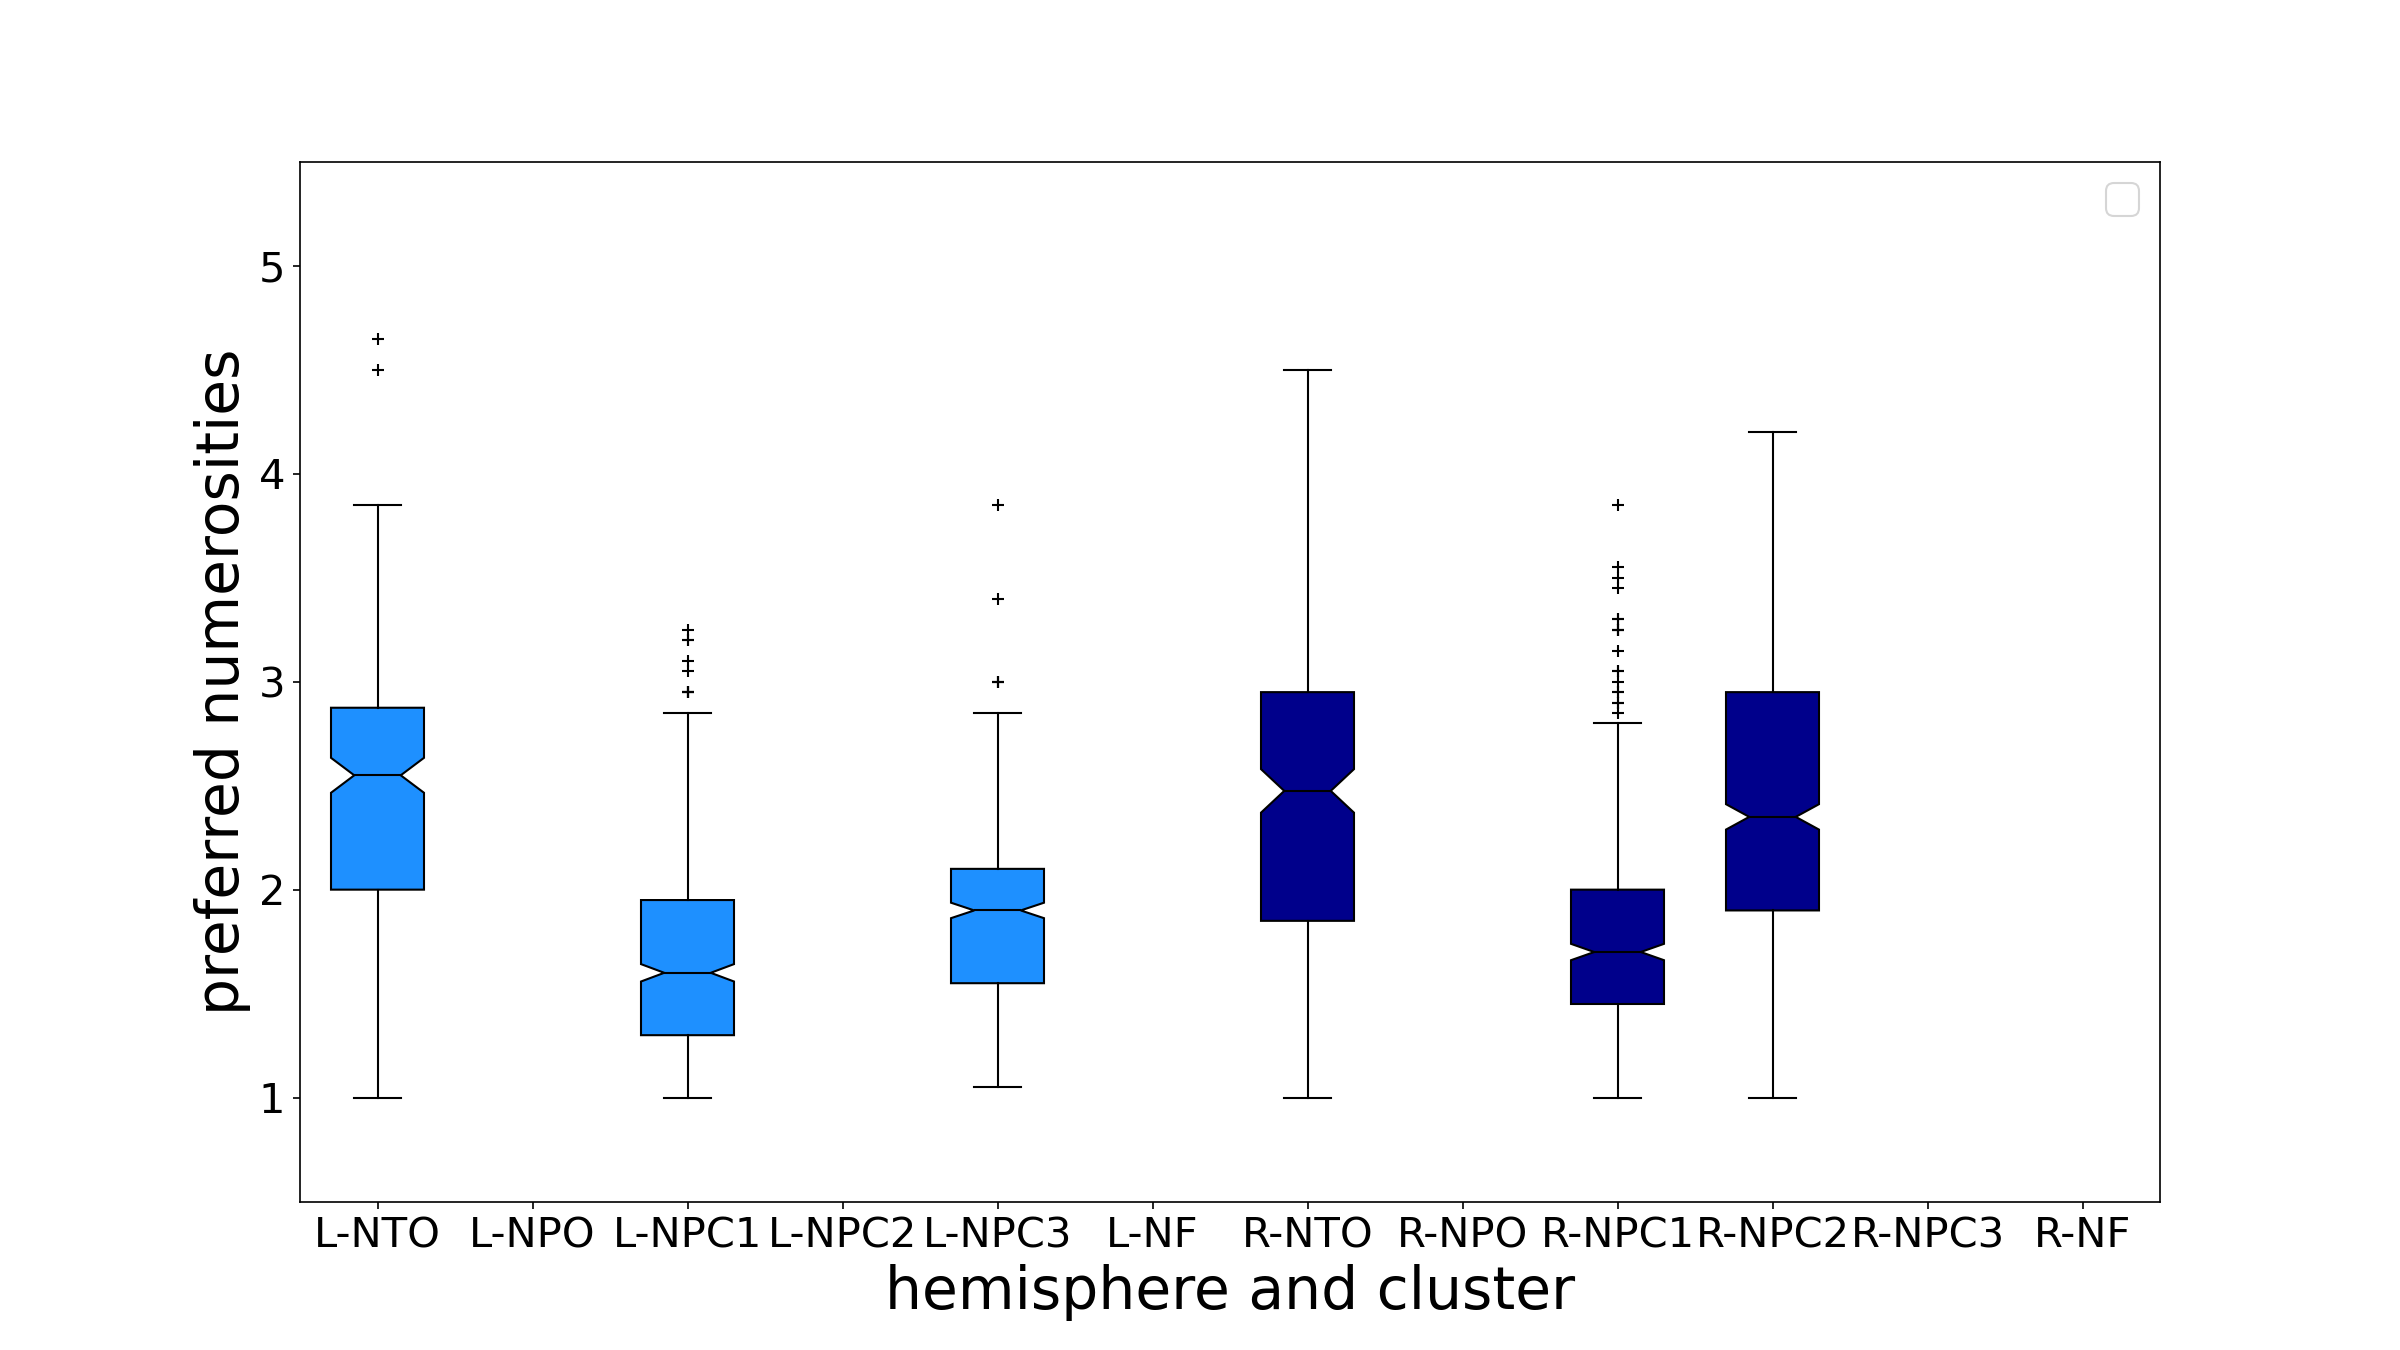 preferred numerosities
5
4
3
2
1
L-NTO L-NPO L-NPC1 L-NPC2 L-NPC3 L-NF R-NTO R-NPO R-NPC1 R-NPC2 R-NPC3 R-NF
hemisphere and cluster